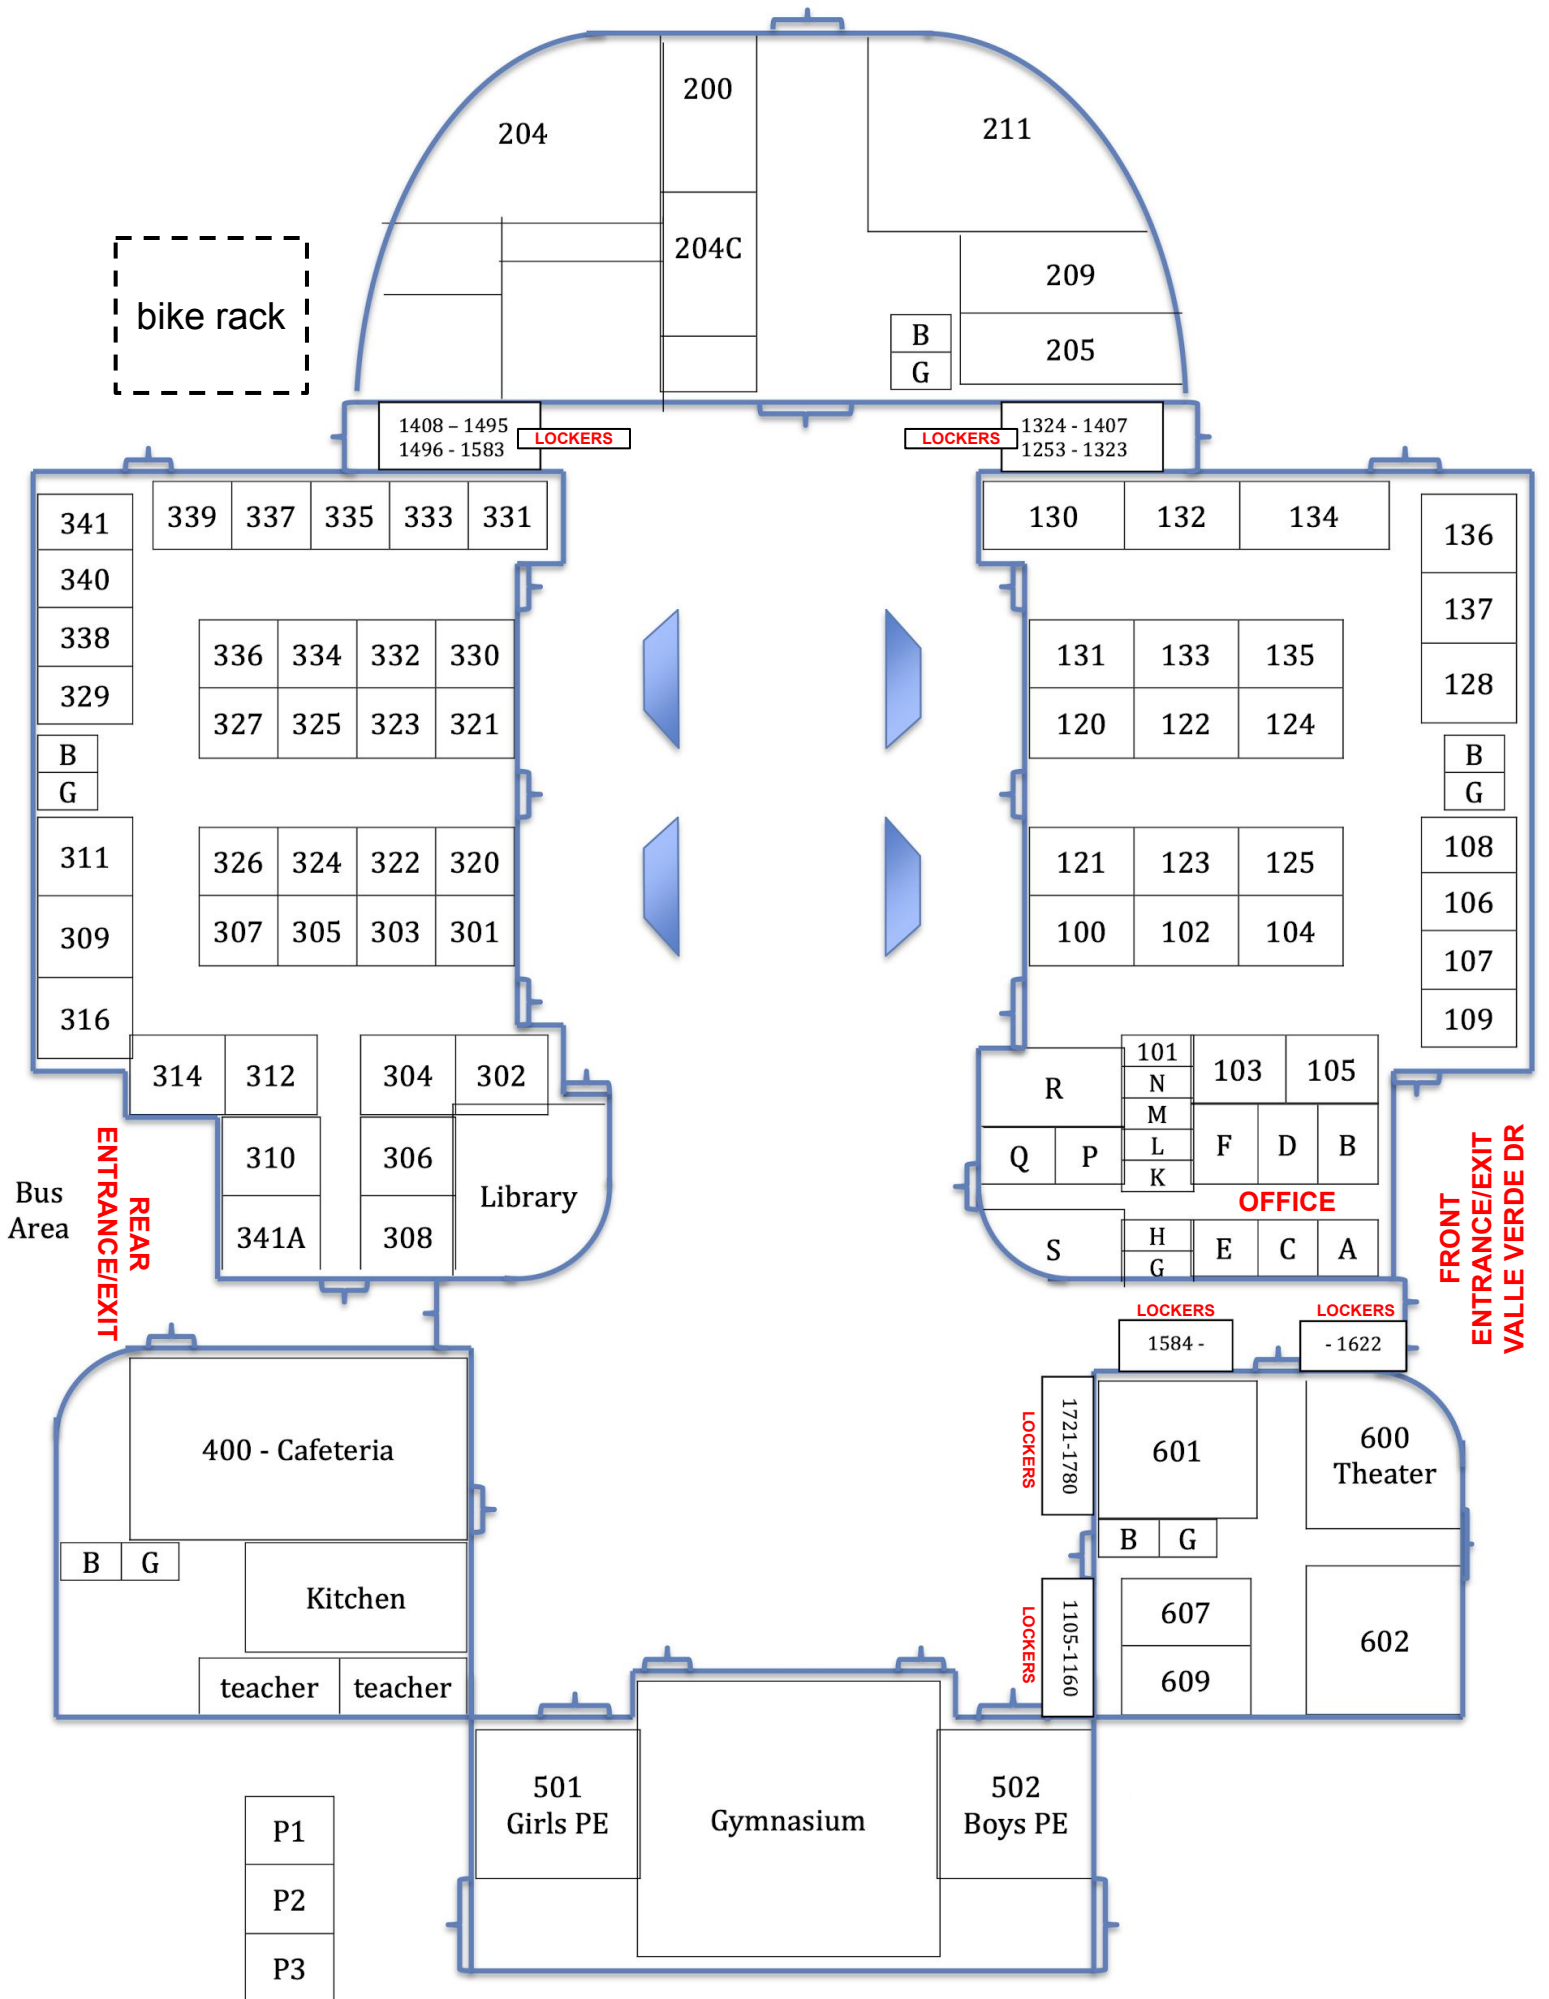 200
204
211
204C
209
205
B
G
bike rack
1408 – 1495
1496 - 1583
LOCKERS
LOCKERS
1324 - 1407
1253 - 1323
341
340
338
329
339
337
335
333
331
130
132
134
136
137
128
336
334
332
330
327
325
323
321
131
133
135
120
122
124
B
G
B
G
311
309
316
326
324
322
320
307
305
303
301
121
123
125
100
102
104
108
106
107
109
314
312
304
302
310
306
341A
308
Library
R
Q
P
S
101
N
M
L
K
H
G
103
105
F
D
B
OFFICE
E
C
A
Bus
Area
REAR
ENTRANCE/EXIT
FRONT
ENTRANCE/EXIT
VALLE VERDE DR
LOCKERS
1584 -
LOCKERS
- 1622
400 - Cafeteria
B
G
Kitchen
teacher
teacher
LOCKERS
1721-1780
LOCKERS
1105-1160
601
600
Theater
B
G
607
609
602
501
Girls PE
Gymnasium
502
Boys PE
P1
P2
P3